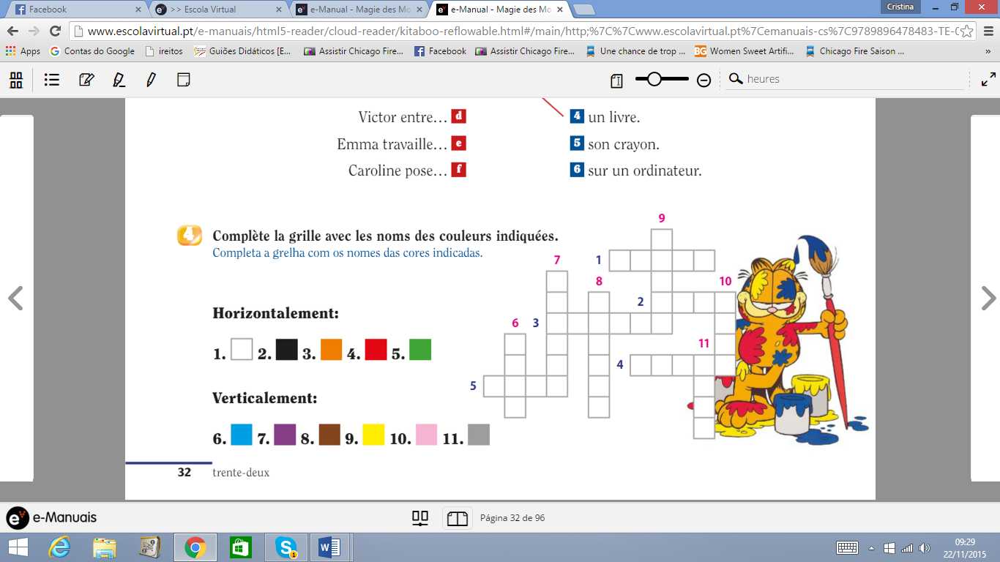 Facebook
>> Escola Virtual
e-Manual - Magie des Mo
e-Manual - Magie des Mo
Cristina
www.escolavirtual.pt/e-manuais/html5-reader/cloud-reader/kitaboo-reflowable.html#/main/http;%7C%7Cwww.escolavirtual.pt%7Cemanuais-cs%7C9789896478483-TE-0
Apps
Contas do Google
ireitos
Guiões Didáticos [E...
Assistir Chicago Fire...
Facebook
Assistir Chicago Fire...
Une chance de trop ...
Women Sweet Artifi...
Chicago Fire Saison ...
»
heures
Victor entre... d
4 un livre.
Emma travaille... e
5 son crayon.
Caroline pose... f
6 sur un ordinateur.
4 Complète la grille avec les noms des couleurs indiquées.
Completa a grelha com os nomes das cores indicadas.
Horizontalement:
1. 2. 3. 4. 5.
Verticalement:
6. 7. 8. 9. 10. 11.
9
7 1
8 10
2
6 3
11
4
5
32 trente-deux
e-Manuais
Página 32 de 96
09:29
22/11/2015